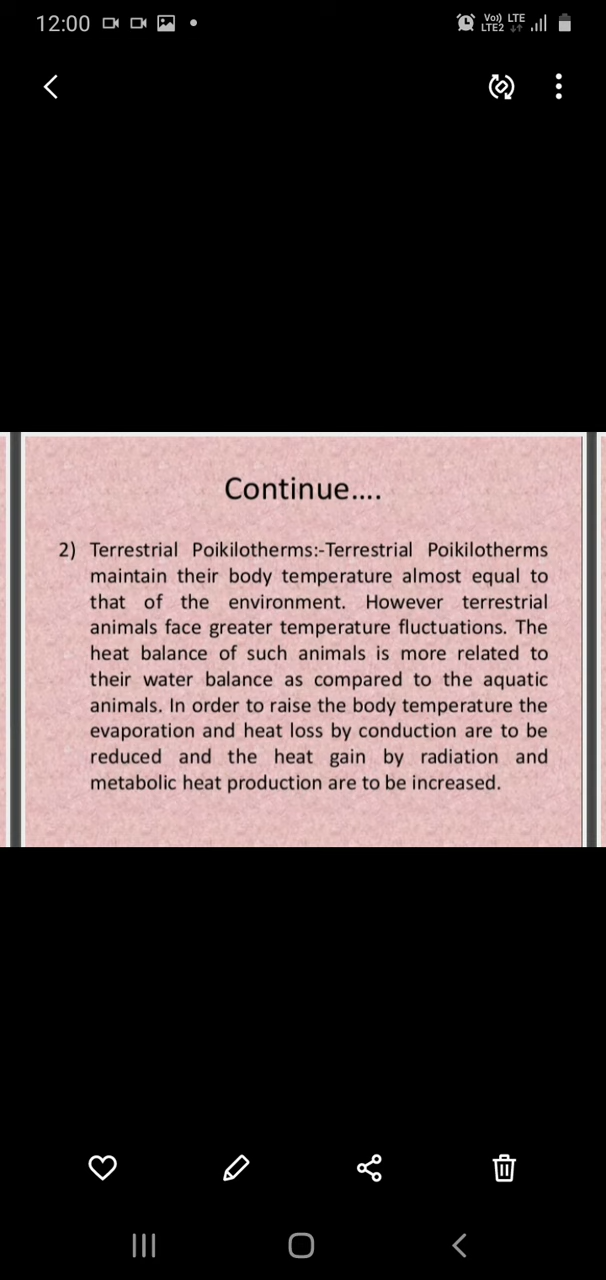 12:00
Vo)) LTE
LTE2
Continue....
2) Terrestrial Poikilotherms:-Terrestrial Poikilotherms
maintain their body temperature almost equal to
that of the environment. However terrestrial
animals face greater temperature fluctuations. The
heat balance of such animals is more related to
their water balance as compared to the aquatic
animals. In order to raise the body temperature the
evaporation and heat loss by conduction are to be
reduced and the heat gain by radiation and
metabolic heat production are to be increased.